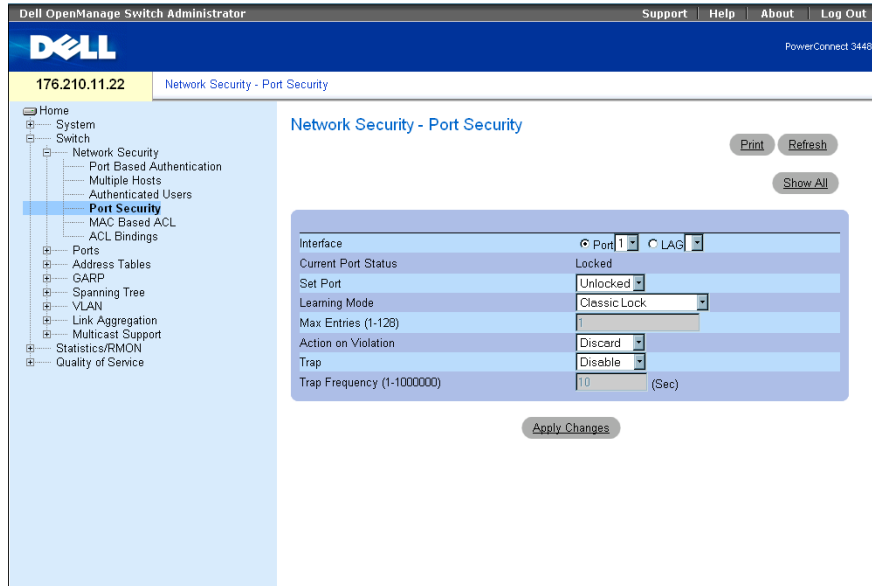 Dell OpenManage Switch Administrator
Support Help About Log Out
DELL
PowerConnect 3448
176.210.11.22
Network Security - Port Security
Home
System
Switch
Network Security
Port Based Authentication
Multiple Hosts
Authenticated Users
Port Security
MAC Based ACL
ACL Bindings
Ports
Address Tables
GARP
Spanning Tree
VLAN
Link Aggregation
Multicast Support
Statistics/RMON
Quality of Service
Network Security - Port Security
Print Refresh
Show All
Interface Port 1 LAG
Current Port Status Locked
Set Port Unlocked
Learning Mode Classic Lock
Max Entries (1-128) 1
Action on Violation Discard
Trap Disable
Trap Frequency (1-1000000) 10 (Sec)
Apply Changes